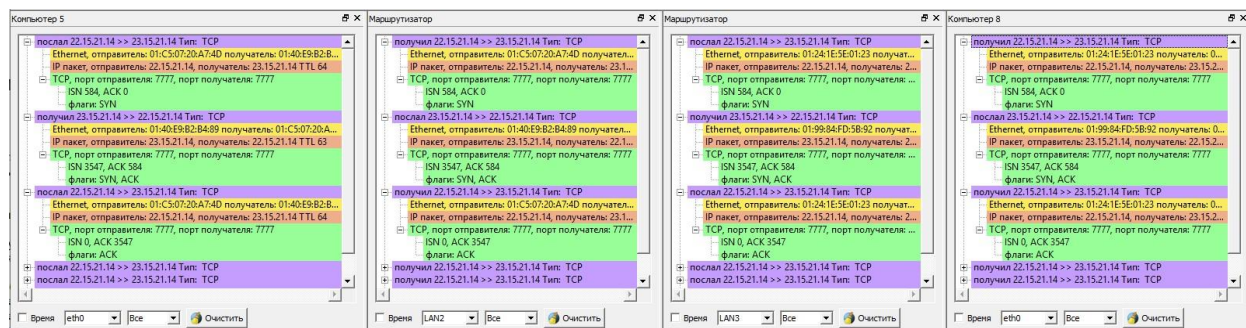 Компьютер 5
послал 22.15.21.14 >> 23.15.21.14 Тип: TCP
Ethernet, отправитель: 01:C5:07:20:A7:4D получатель: 01:40:E9:B2:B...
IP пакет, отправитель: 22.15.21.14, получатель: 23.15.21.14 TTL 64
TCP, порт отправителя: 7777, порт получателя: 7777
ISN 584, ACK 0
флаги: SYN
получил 23.15.21.14 >> 22.15.21.14 Тип: TCP
Ethernet, отправитель: 01:40:E9:B2:B4:89 получатель: 01:C5:07:20:A...
IP пакет, отправитель: 23.15.21.14, получатель: 22.15.21.14 TTL 63
TCP, порт отправителя: 7777, порт получателя: 7777
ISN 3547, ACK 584
флаги: SYN, ACK
послал 22.15.21.14 >> 23.15.21.14 Тип: TCP
Ethernet, отправитель: 01:C5:07:20:A7:4D получатель: 01:40:E9:B2:B...
IP пакет, отправитель: 22.15.21.14, получатель: 23.15.21.14 TTL 64
TCP, порт отправителя: 7777, порт получателя: 7777
ISN 0, ACK 3547
флаги: ACK
послал 22.15.21.14 >> 23.15.21.14 Тип: TCP
послал 22.15.21.14 >> 23.15.21.14 Тип: TCP
Время eth0 Все Очистить
Маршрутизатор
получил 22.15.21.14 >> 23.15.21.14 Тип: TCP
Ethernet, отправитель: 01:C5:07:20:A7:4D получател...
IP пакет, отправитель: 22.15.21.14, получатель: 23.1...
TCP, порт отправителя: 7777, порт получателя: 7777
ISN 584, ACK 0
флаги: SYN
послал 23.15.21.14 >> 22.15.21.14 Тип: TCP
Ethernet, отправитель: 01:40:E9:B2:B4:89 получател...
IP пакет, отправитель: 23.15.21.14, получатель: 22.1...
TCP, порт отправителя: 7777, порт получателя: 7777
ISN 3547, ACK 584
флаги: SYN, ACK
получил 22.15.21.14 >> 23.15.21.14 Тип: TCP
Ethernet, отправитель: 01:C5:07:20:A7:4D получател...
IP пакет, отправитель: 22.15.21.14, получатель: 23.1...
TCP, порт отправителя: 7777, порт получателя: 7777
ISN 0, ACK 3547
флаги: ACK
получил 22.15.21.14 >> 23.15.21.14 Тип: TCP
получил 22.15.21.14 >> 23.15.21.14 Тип: TCP
Время LAN2 Все Очистить
Маршрутизатор
послал 22.15.21.14 >> 23.15.21.14 Тип: TCP
Ethernet, отправитель: 01:24:1E:5E:01:23 получат...
IP пакет, отправитель: 22.15.21.14, получатель: 2...
TCP, порт отправителя: 7777, порт получателя: ...
ISN 584, ACK 0
флаги: SYN
получил 23.15.21.14 >> 22.15.21.14 Тип: TCP
Ethernet, отправитель: 01:99:84:FD:5B:92 получат...
IP пакет, отправитель: 23.15.21.14, получатель: 2...
TCP, порт отправителя: 7777, порт получателя: ...
ISN 3547, ACK 584
флаги: SYN, ACK
послал 22.15.21.14 >> 23.15.21.14 Тип: TCP
Ethernet, отправитель: 01:24:1E:5E:01:23 получат...
IP пакет, отправитель: 22.15.21.14, получатель: 2...
TCP, порт отправителя: 7777, порт получателя: ...
ISN 0, ACK 3547
флаги: ACK
послал 22.15.21.14 >> 23.15.21.14 Тип: TCP
послал 22.15.21.14 >> 23.15.21.14 Тип: TCP
Время LAN3 Все Очистить
Компьютер 8
получил 22.15.21.14 >> 23.15.21.14 Тип: TCP
Ethernet, отправитель: 01:24:1E:5E:01:23 получатель: 0...
IP пакет, отправитель: 22.15.21.14, получатель: 23.15.2...
TCP, порт отправителя: 7777, порт получателя: 7777
ISN 584, ACK 0
флаги: SYN
послал 23.15.21.14 >> 22.15.21.14 Тип: TCP
Ethernet, отправитель: 01:99:84:FD:5B:92 получатель: 0...
IP пакет, отправитель: 23.15.21.14, получатель: 22.15.2...
TCP, порт отправителя: 7777, порт получателя: 7777
ISN 3547, ACK 584
флаги: SYN, ACK
получил 22.15.21.14 >> 23.15.21.14 Тип: TCP
Ethernet, отправитель: 01:24:1E:5E:01:23 получатель: 0...
IP пакет, отправитель: 22.15.21.14, получатель: 23.15.2...
TCP, порт отправителя: 7777, порт получателя: 7777
ISN 0, ACK 3547
флаги: ACK
получил 22.15.21.14 >> 23.15.21.14 Тип: TCP
получил 22.15.21.14 >> 23.15.21.14 Тип: TCP
Время eth0 Все Очистить